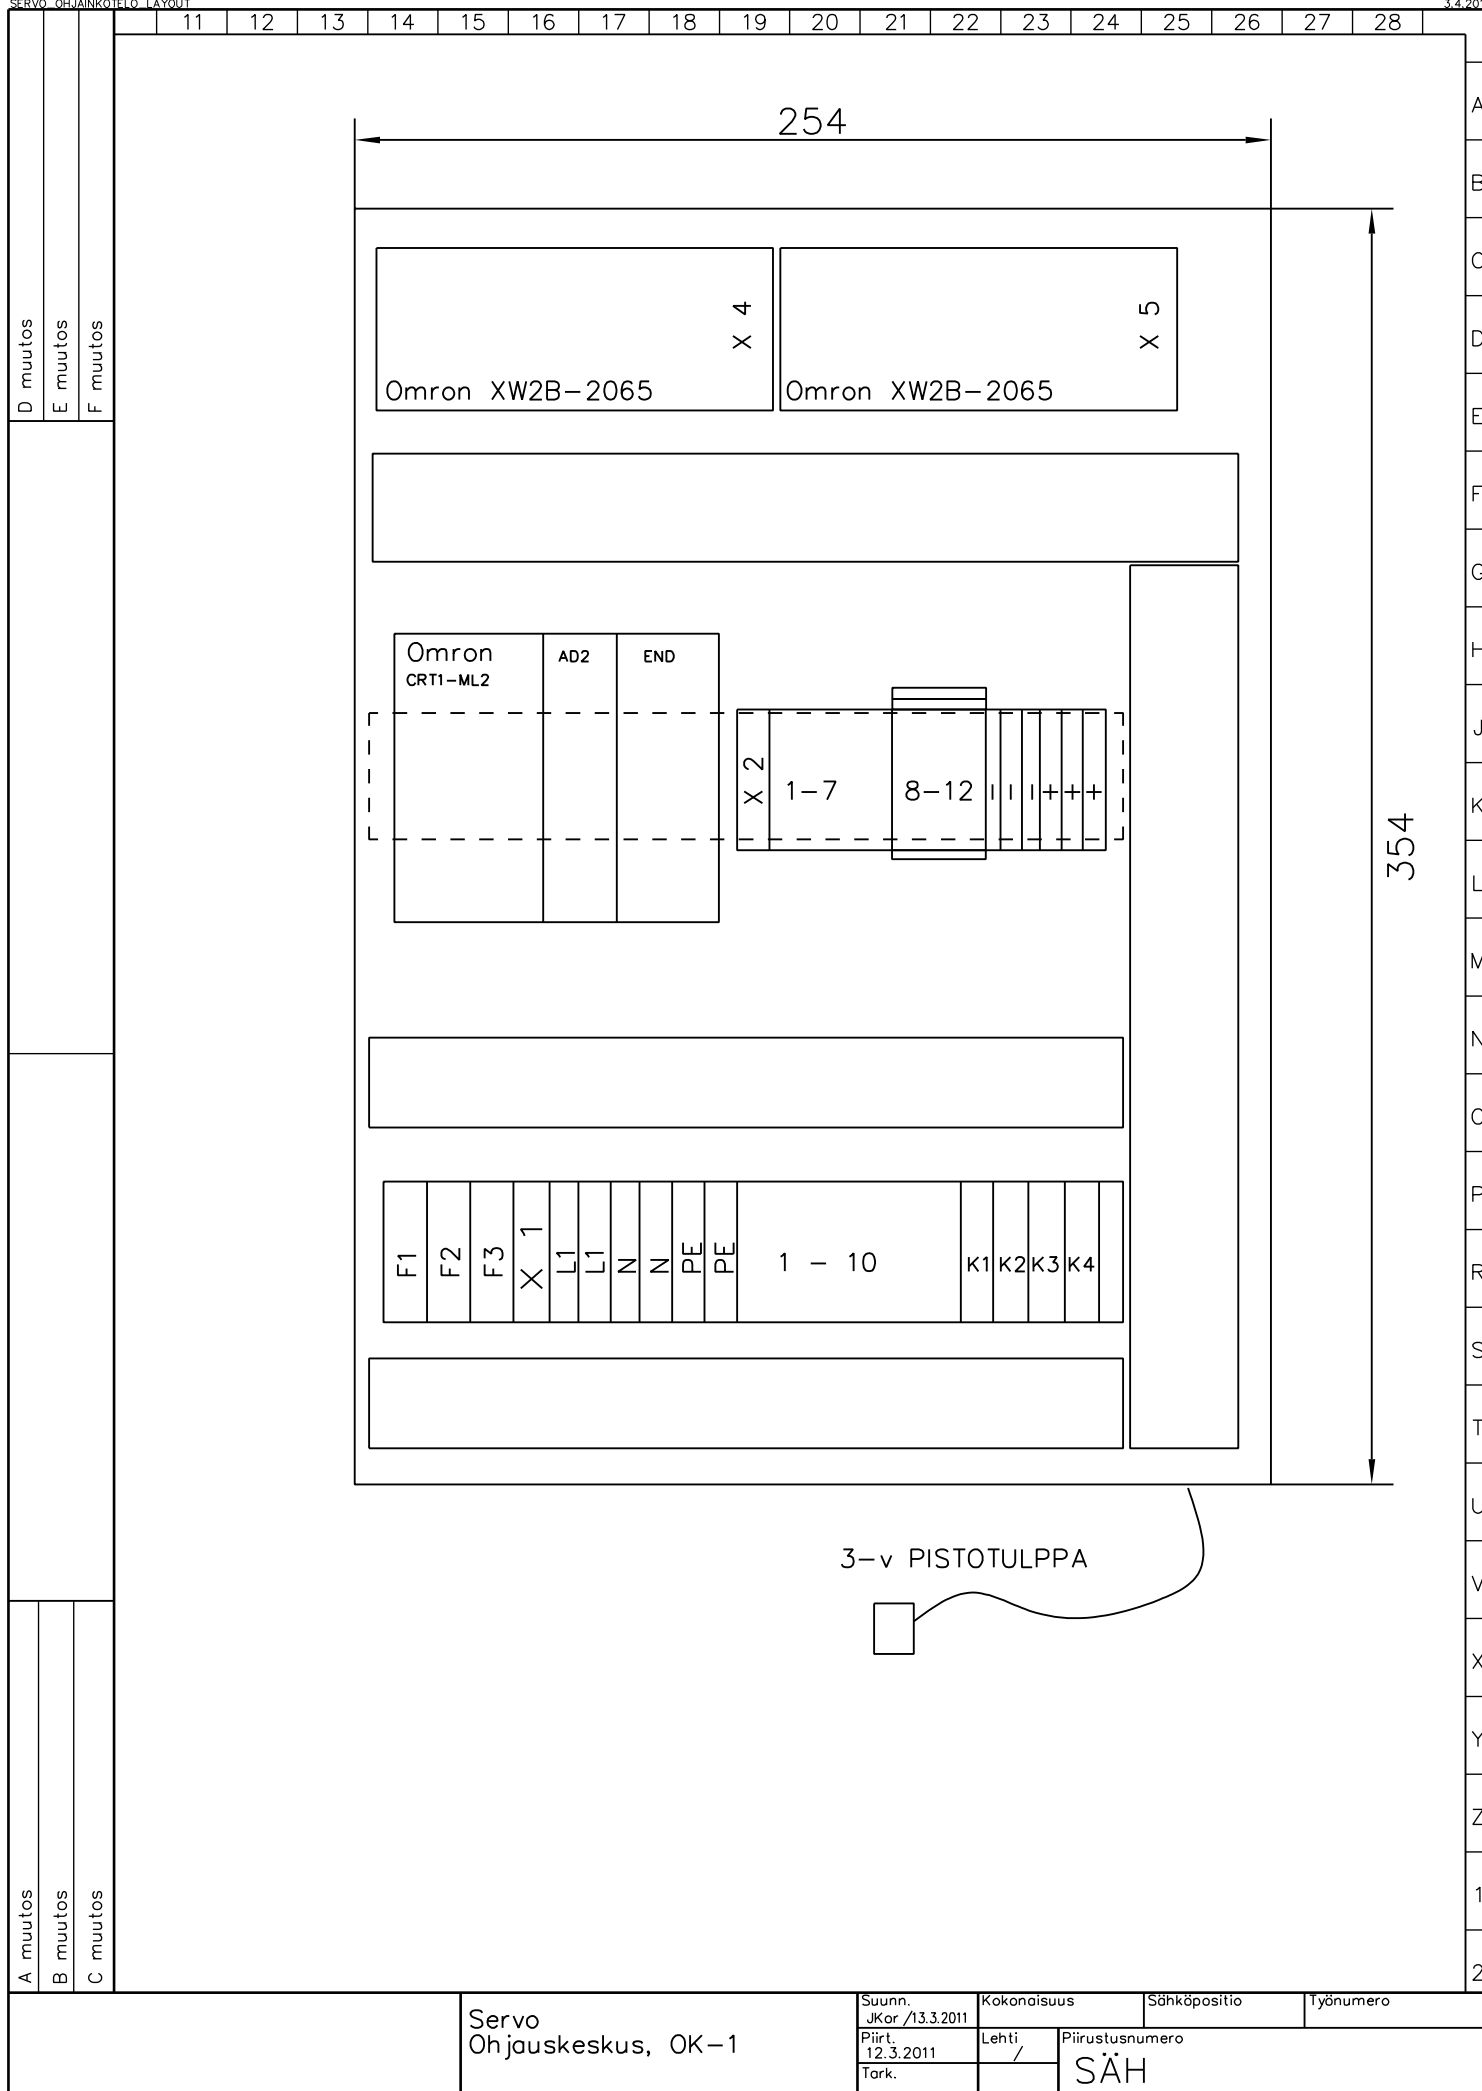 SERVO_OHJAINKOTELO_LAYOUT
3.4.201
11 12 13 14 15 16 17 18 19 20 21 22 23 24 25 26 27 28
A
B
C
D
E
F
G
H
J
K
L
M
N
O
P
R
S
T
U
V
X
Y
Z
1
2
D muutos
E muutos
F muutos
254
354
X 4
Omron XW2B-2065
X 5
Omron XW2B-2065
Omron
CRT1-ML2
AD2
END
X 2
1-7
8-12
- - - + + +
F1
F2
F3
X 1
L1
L1
N
N
PE
PE
1 - 10
K1 K2 K3 K4
3-v PISTOTULPPA
A muutos
B muutos
C muutos
Servo
Ohjauskeskus, OK-1
Suunn.
JKor /13.3.2011
Piirt.
12.3.2011
Tark.
Kokonaisuus
Sähköpositio
Työnumero
Lehti
/
Piirustusnumero
SÄH